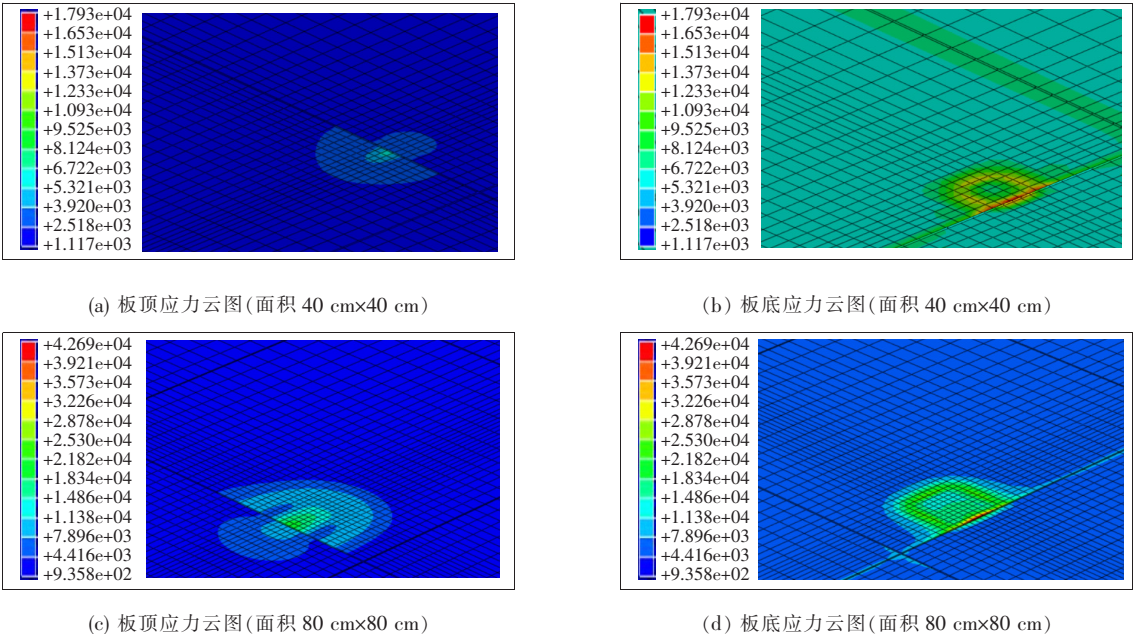 +1.793e+04
+1.653e+04
+1.513e+04
+1.373e+04
+1.233e+04
+1.093e+04
+9.525e+03
+8.124e+03
+6.722e+03
+5.321e+03
+3.920e+03
+2.518e+03
+1.117e+03
(a) 板顶应力云图(面积 40 cm×40 cm)
+1.793e+04
+1.653e+04
+1.513e+04
+1.373e+04
+1.233e+04
+1.093e+04
+9.525e+03
+8.124e+03
+6.722e+03
+5.321e+03
+3.920e+03
+2.518e+03
+1.117e+03
(b) 板底应力云图(面积 40 cm×40 cm)
+4.269e+04
+3.921e+04
+3.573e+04
+3.226e+04
+2.878e+04
+2.530e+04
+2.182e+04
+1.834e+04
+1.486e+04
+1.138e+04
+7.896e+03
+4.416e+03
+9.358e+02
(c) 板顶应力云图(面积 80 cm×80 cm)
+4.269e+04
+3.921e+04
+3.573e+04
+3.226e+04
+2.878e+04
+2.530e+04
+2.182e+04
+1.834e+04
+1.486e+04
+1.138e+04
+7.896e+03
+4.416e+03
+9.358e+02
(d) 板底应力云图(面积 80 cm×80 cm)